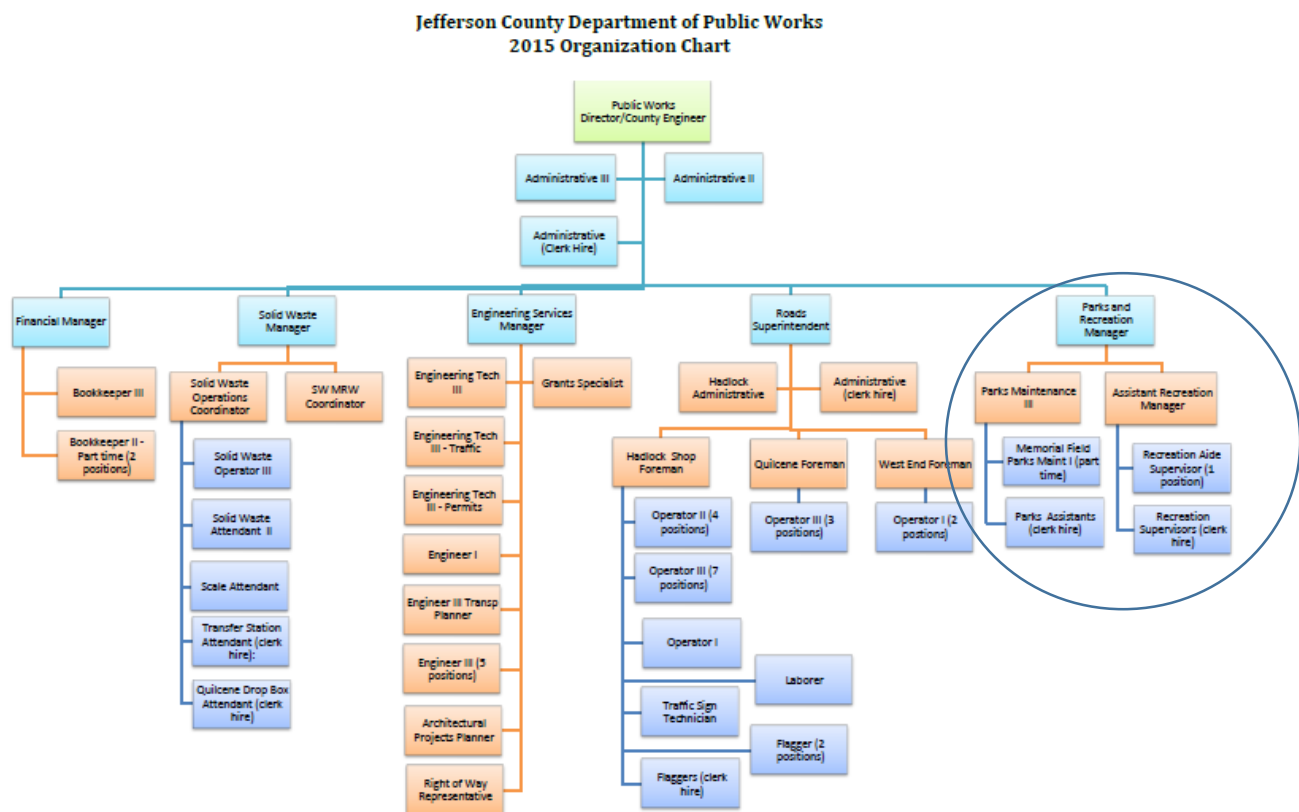 Jefferson County Department of Public Works
2015 Organization Chart
Public Works
Director/County Engineer
Administrative III
Administrative II
Administrative
(Clerk Hire)
Financial Manager
Solid Waste
Manager
Engineering Services
Manager
Roads
Superintendent
Parks and
Recreation
Manager
Bookkeeper III
Bookkeeper II -
Part time (2
positions)
Solid Waste
Operations
Coordinator
SW MRW
Coordinator
Solid Waste
Operator III
Solid Waste
Attendant II
Scale Attendant
Transfer Station
Attendant (clerk
hire):
Quilcene Drop Box
Attendant (clerk
hire)
Engineering Tech
III
Grants Specialist
Engineering Tech
III - Traffic
Engineering Tech
III - Permits
Engineer I
Engineer III Transp
Planner
Engineer III (5
positions)
Architectural
Projects Planner
Right of Way
Representative
Hadlock
Administrative
Administrative
(clerk hire)
Hadlock Shop
Foreman
Quilcene Foreman
West End Foreman
Operator II (4
positions)
Operator III (7
positions)
Operator I
Laborer
Traffic Sign
Technician
Flagger (2
positions)
Flaggers (clerk
hire)
Operator III (3
positions)
Operator I (2
postions)
Parks Maintenance
III
Assistant Recreation
Manager
Memorial Field
Parks Maint I (part
time)
Parks Assistants
(clerk hire)
Recreation Aide
Supervisor (1
position)
Recreation
Supervisors (clerk
hire)